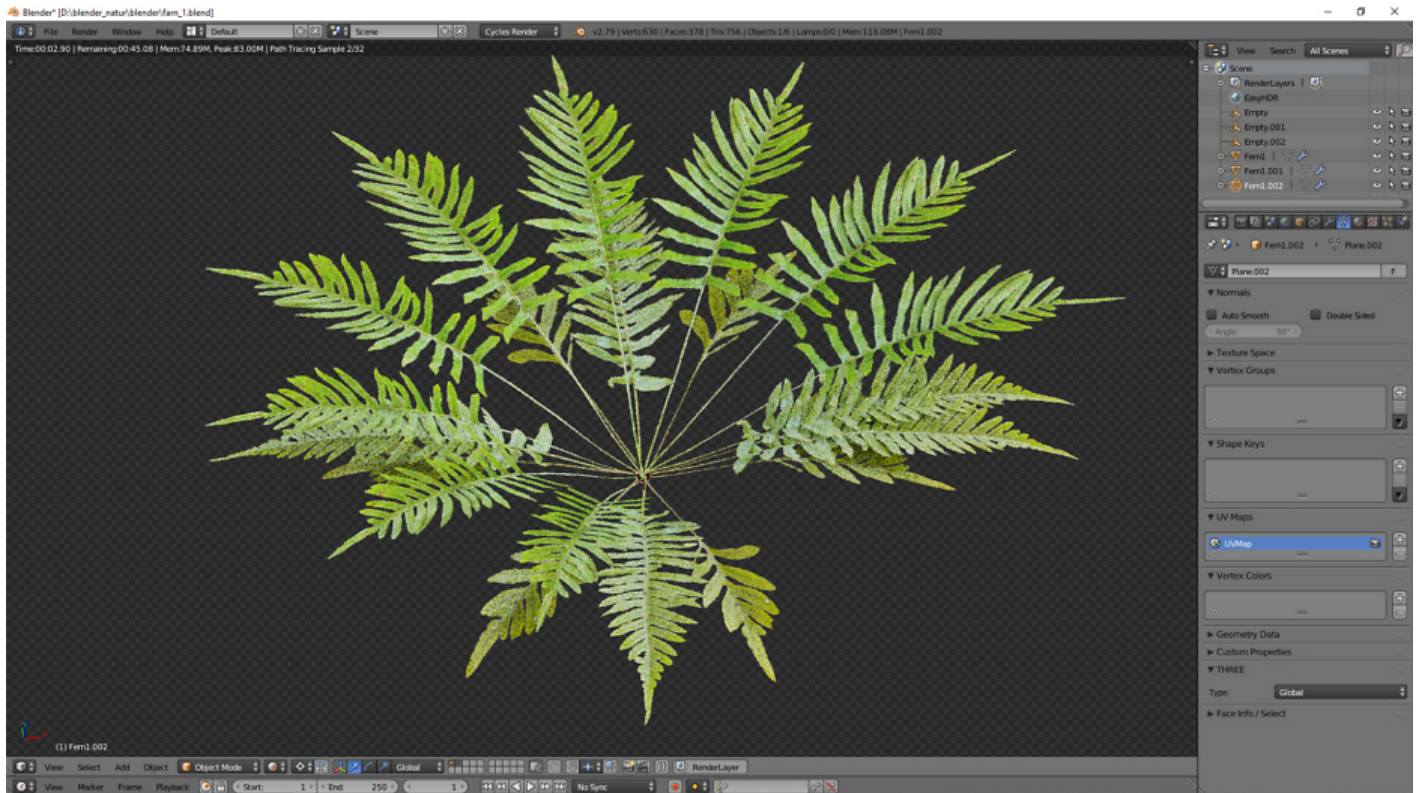 Blender* [D:\blender_natur\blender\farn_1.blend]
File Render Window Help Default Scene Cycles Render v2.79 | Verts:630 | Faces:378 | Tris:756 | Objects:1/6 | Lamps:0/0 | Mem:118.08M | Fern1.002
Time:00:02.90 | Remaining:00:45.08 | Mem:74.89M, Peak:83.00M | Path Tracing Sample 2/32
View Search All Scenes
Scene
RenderLayers |
EasyHDR
Empty
Empty.001
Empty.002
Fern1 |
Fern1.001 |
Fern1.002 |
Fern1.002 Plane.002
Plane.002 F
Normals
Auto Smooth Double Sided
Angle: 30°
Texture Space
Vertex Groups
Shape Keys
UV Maps
UVMap
Vertex Colors
Geometry Data
Custom Properties
THREE
Type: Global
Face Info / Select
(1) Fern1.002
View Select Add Object Object Mode Global RenderLayer
View Marker Frame Playback Start: 1 End: 250 1 No Sync